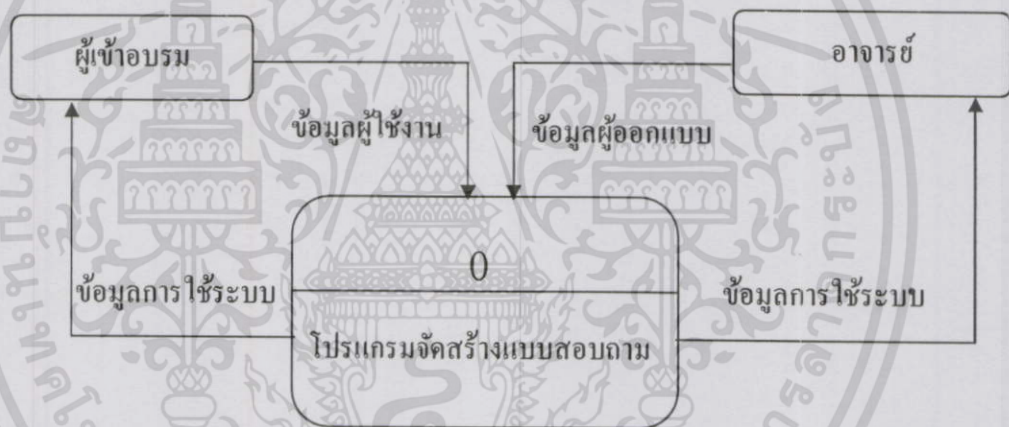 ผู้เข้าอบรม
อาจารย์
ข้อมูลผู้ใช้งาน
ข้อมูลผู้ออกแบบ
0
ข้อมูลการใช้ระบบ
ข้อมูลการใช้ระบบ
โปรแกรมจัดสร้างแบบสอบถาม